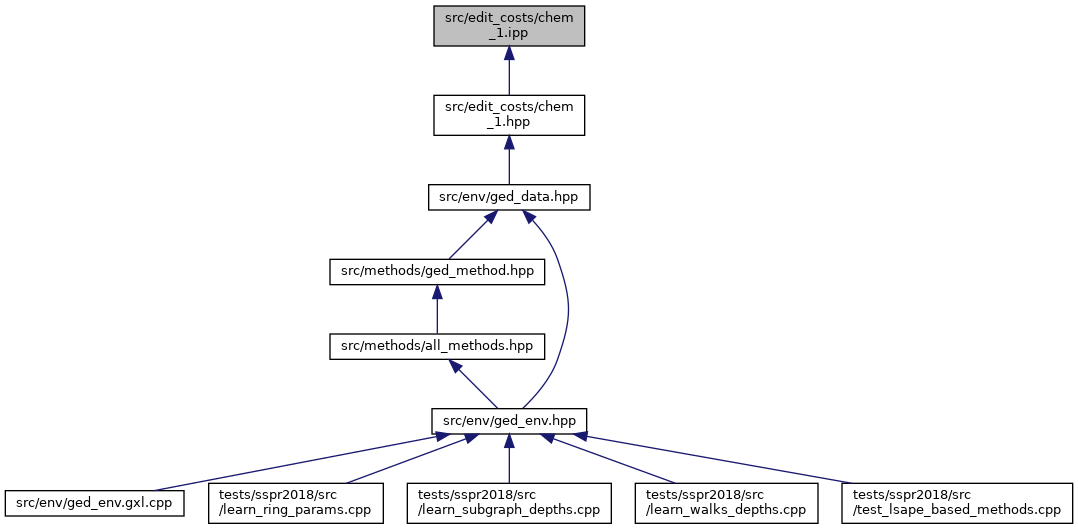 src/edit_costs/chem
_1.ipp
src/edit_costs/chem
_1.hpp
src/env/ged_data.hpp
src/methods/ged_method.hpp
src/methods/all_methods.hpp
src/env/ged_env.hpp
src/env/ged_env.gxl.cpp
tests/sspr2018/src
/learn_ring_params.cpp
tests/sspr2018/src
/learn_subgraph_depths.cpp
tests/sspr2018/src
/learn_walks_depths.cpp
tests/sspr2018/src
/test_lsape_based_methods.cpp